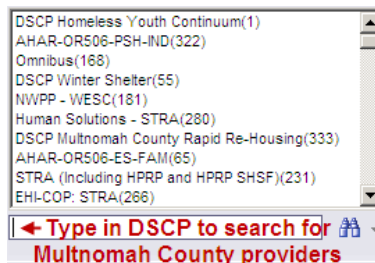 DSCP Homeless Youth Continuum(1)
AHAR-OR506-PSH-IND(322)
Omnibus(168)
DSCP Winter Shelter(55)
NWPP - WESC(181)
Human Solutions - STRA(280)
DSCP Multnomah County Rapid Re-Housing(333)
AHAR-OR506-ES-FAM(65)
STRA (Including HPRP and HPRP SHSF)(231)
EHI-COP: STRA(266)
Type in DSCP to search for
Multnomah County providers